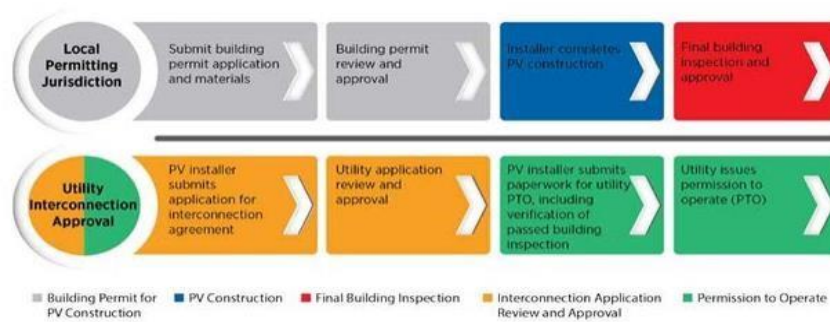 Local
Permitting
Jurisdiction
Submit building
permit application
and materials
Building permit
review and
approval
Installer completes
PV construction
Final building
inspection and
approval
Utility
Interconnection
Approval
PV installer
submits
application for
interconnection
agreement
Utility application
review and
approval
PV installer submits
paperwork for utility
PTO, including
verification of
passed building
inspection
Utility issues
permission to
operate (PTO)
Building Permit for
PV Construction
PV Construction
Final Building Inspection
Interconnection Application
Review and Approval
Permission to Operate